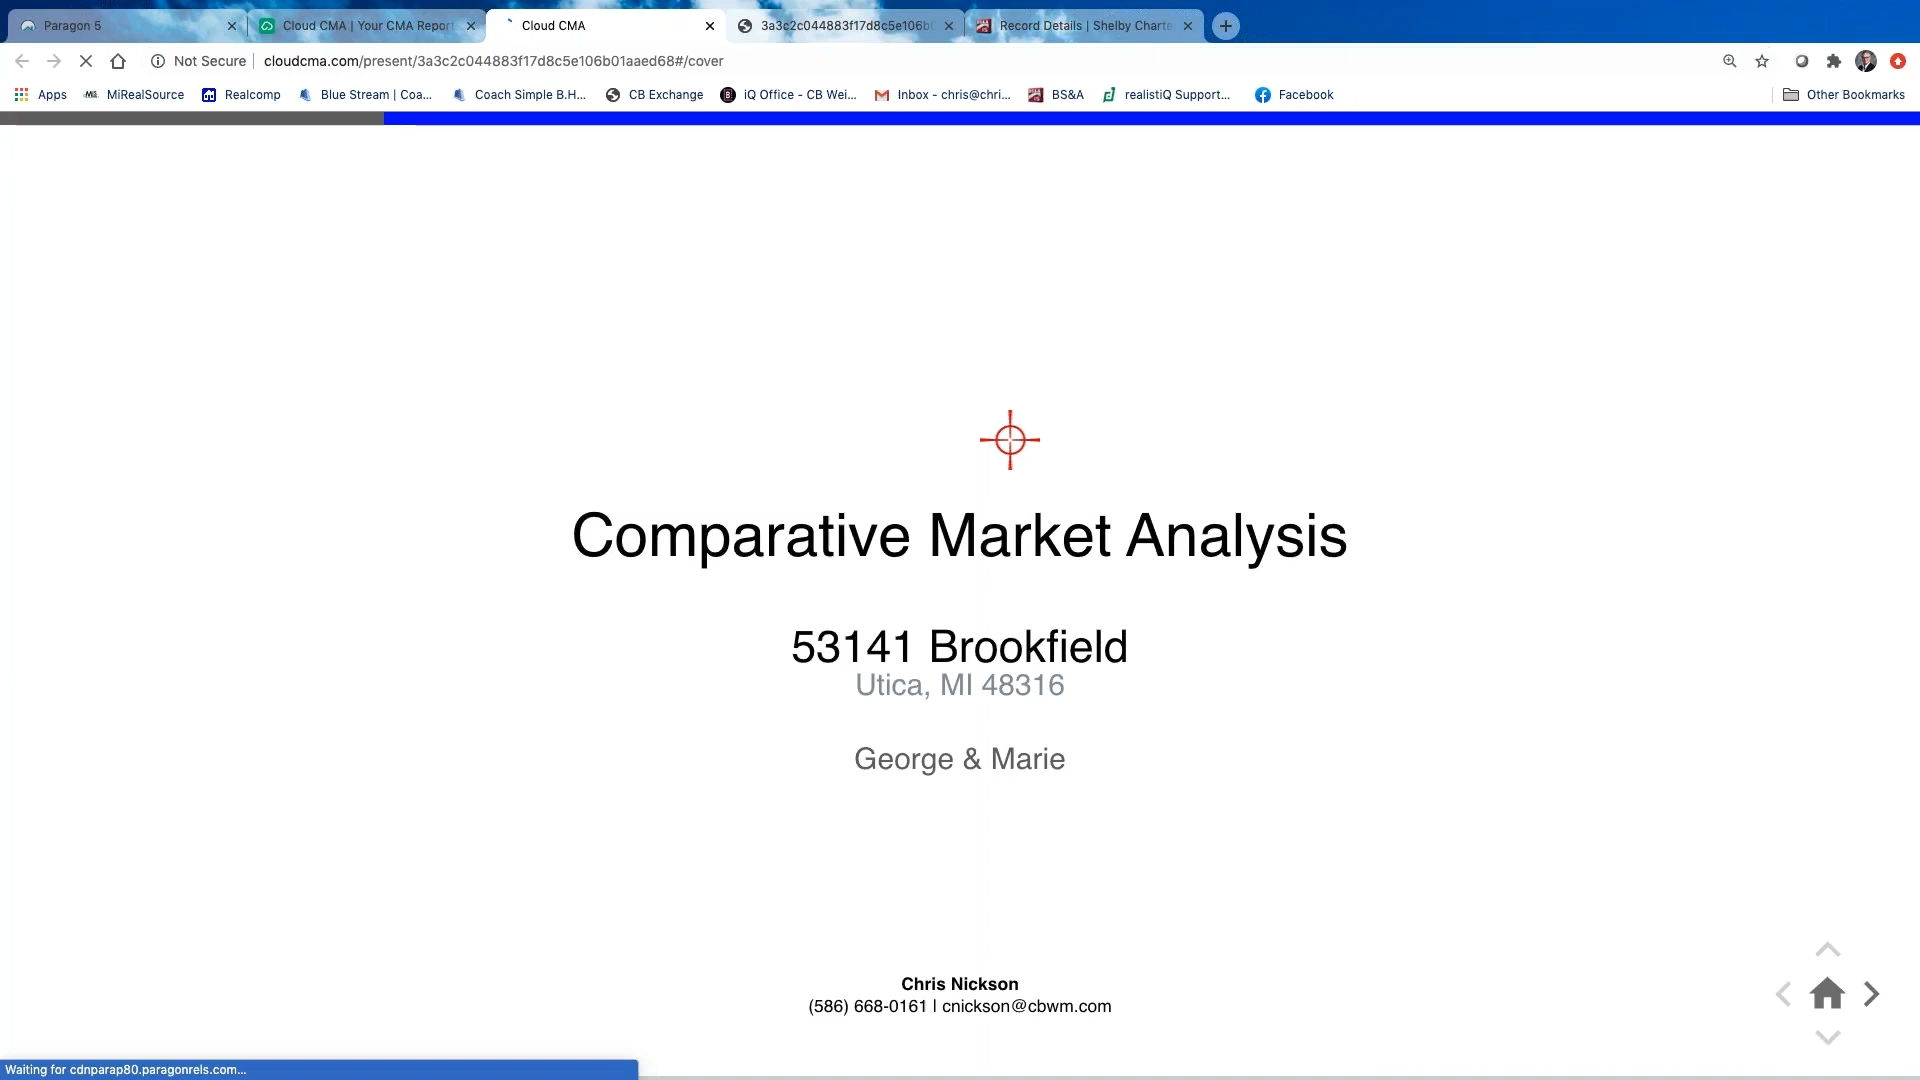 Paragon 5
Cloud CMA | Your CMA Report
Cloud CMA
3a3c2c044883f17d8c5e106b0
Record Details | Shelby Charte
Not Secure
cloudcma.com/present/3a3c2c044883f17d8c5e106b01aaed68#/cover
Apps
MiRealSource
Realcomp
Blue Stream | Coa...
Coach Simple B.H...
CB Exchange
iQ Office - CB Wei...
Inbox - chris@chri...
BS&A
realistiQ Support...
Facebook
Other Bookmarks
Comparative Market Analysis
53141 Brookfield
Utica, MI 48316
George & Marie
Chris Nickson
(586) 668-0161 | cnickson@cbwm.com
Waiting for cdnparap80.paragonrels.com...